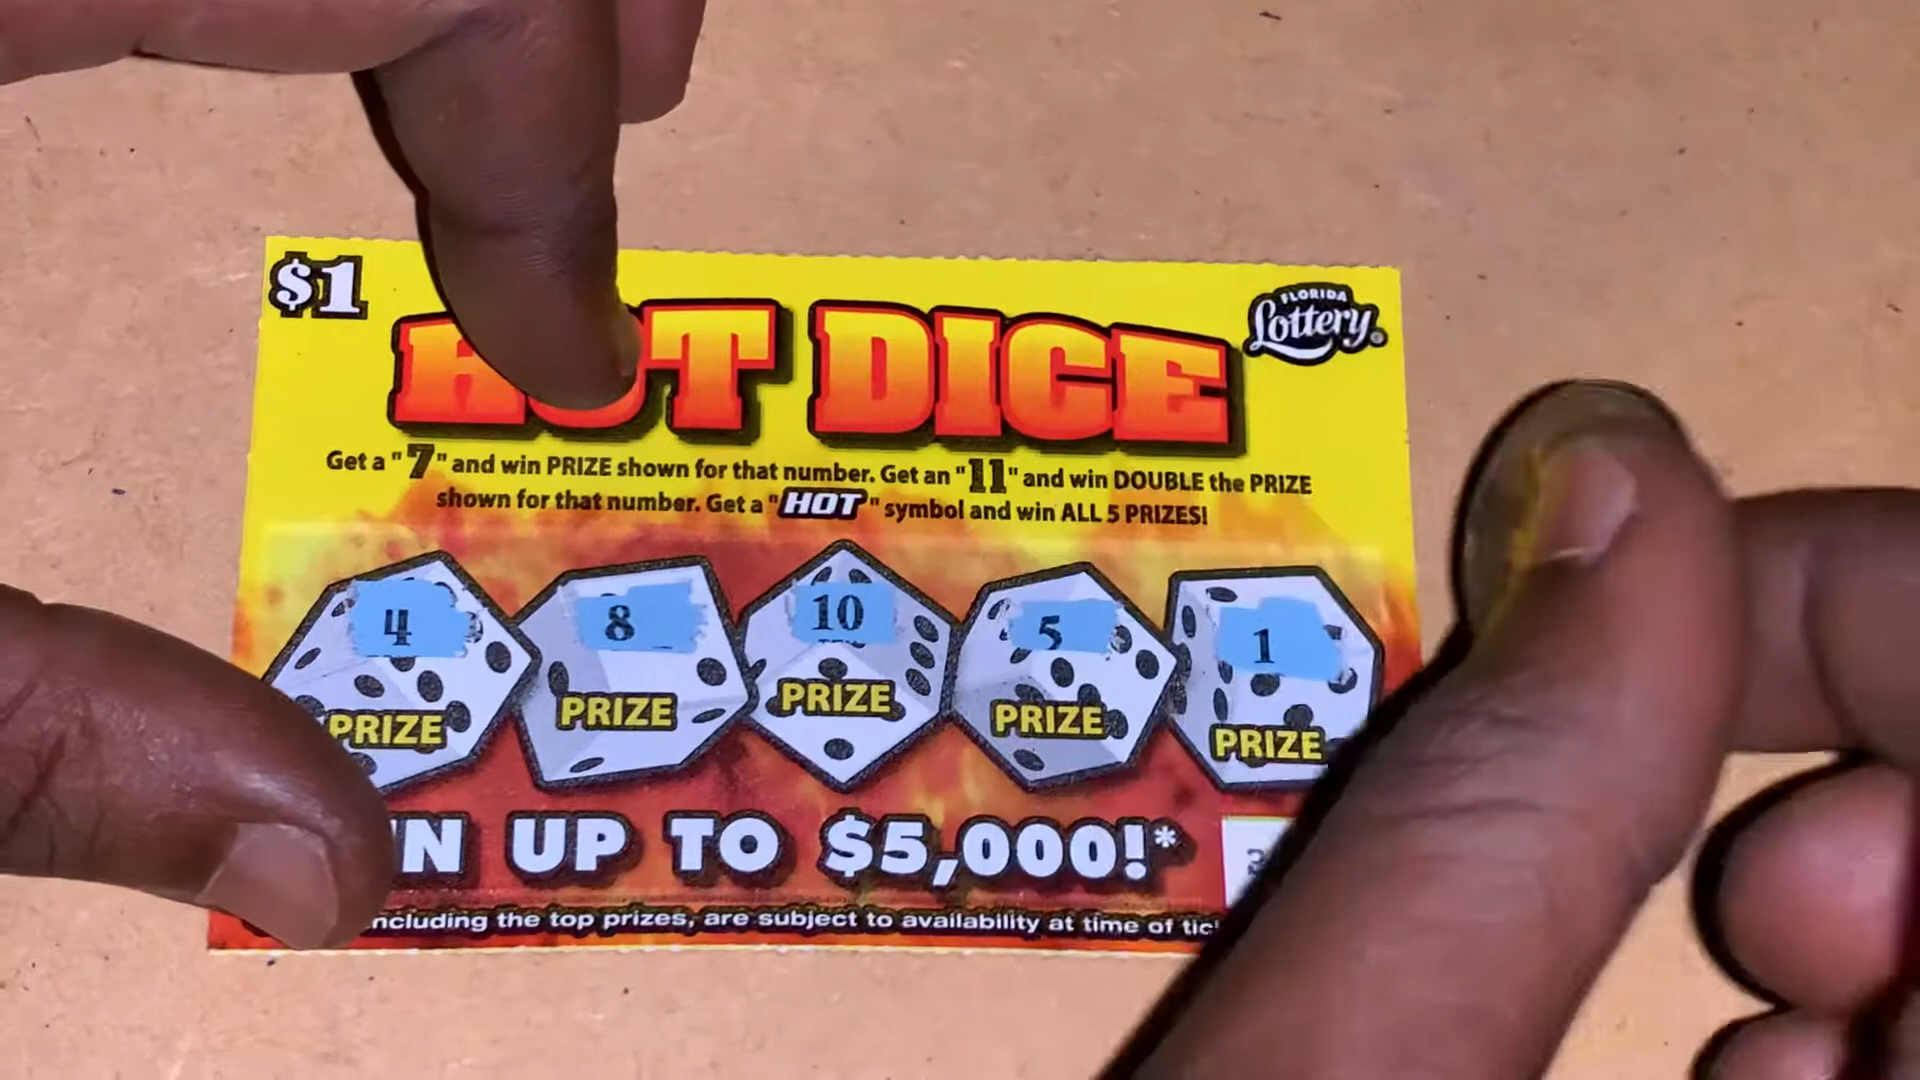 $1
FLORIDA
Lottery®
HOT DICE
Get a "7" and win PRIZE shown for that number. Get an "11" and win DOUBLE the PRIZE
shown for that number. Get a "HOT" symbol and win ALL 5 PRIZES!
4 8 10 5 1
PRIZE PRIZE PRIZE PRIZE PRIZE
UP TO $5,000!*
the top prizes, are subject to availability at time of